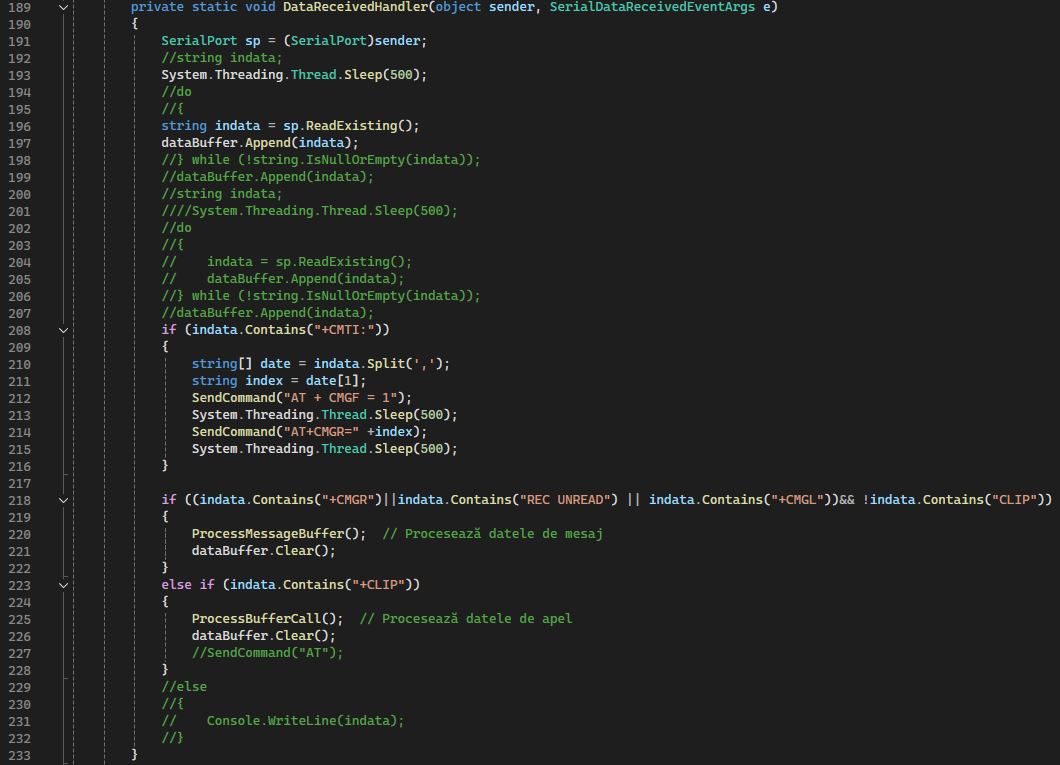 189 private static void DataReceivedHandler(object sender, SerialDataReceivedEventArgs e)
190 {
191 SerialPort sp = (SerialPort)sender;
192 //string indata;
193 System.Threading.Thread.Sleep(500);
194 //do
195 //{
196 string indata = sp.ReadExisting();
197 dataBuffer.Append(indata);
198 //} while (!string.IsNullOrEmpty(indata));
199 //dataBuffer.Append(indata);
200 //string indata;
201 ////System.Threading.Thread.Sleep(500);
202 //do
203 //{
204 //    indata = sp.ReadExisting();
205 //    dataBuffer.Append(indata);
206 //} while (!string.IsNullOrEmpty(indata));
207 //dataBuffer.Append(indata);
208 if (indata.Contains("+CMTI:"))
209 {
210 string[] date = indata.Split(',');
211 string index = date[1];
212 SendCommand("AT + CMGF = 1");
213 System.Threading.Thread.Sleep(500);
214 SendCommand("AT+CMGR=" +index);
215 System.Threading.Thread.Sleep(500);
216 }
217
218 if ((indata.Contains("+CMGR")||indata.Contains("REC UNREAD") || indata.Contains("+CMGL"))&& !indata.Contains("CLIP"))
219 {
220 ProcessMessageBuffer();  // Procesează datele de mesaj
221 dataBuffer.Clear();
222 }
223 else if (indata.Contains("+CLIP"))
224 {
225 ProcessBufferCall();  // Procesează datele de apel
226 dataBuffer.Clear();
227 //SendCommand("AT");
228 }
229 //else
230 //{
231 //    Console.WriteLine(indata);
232 //}
233 }